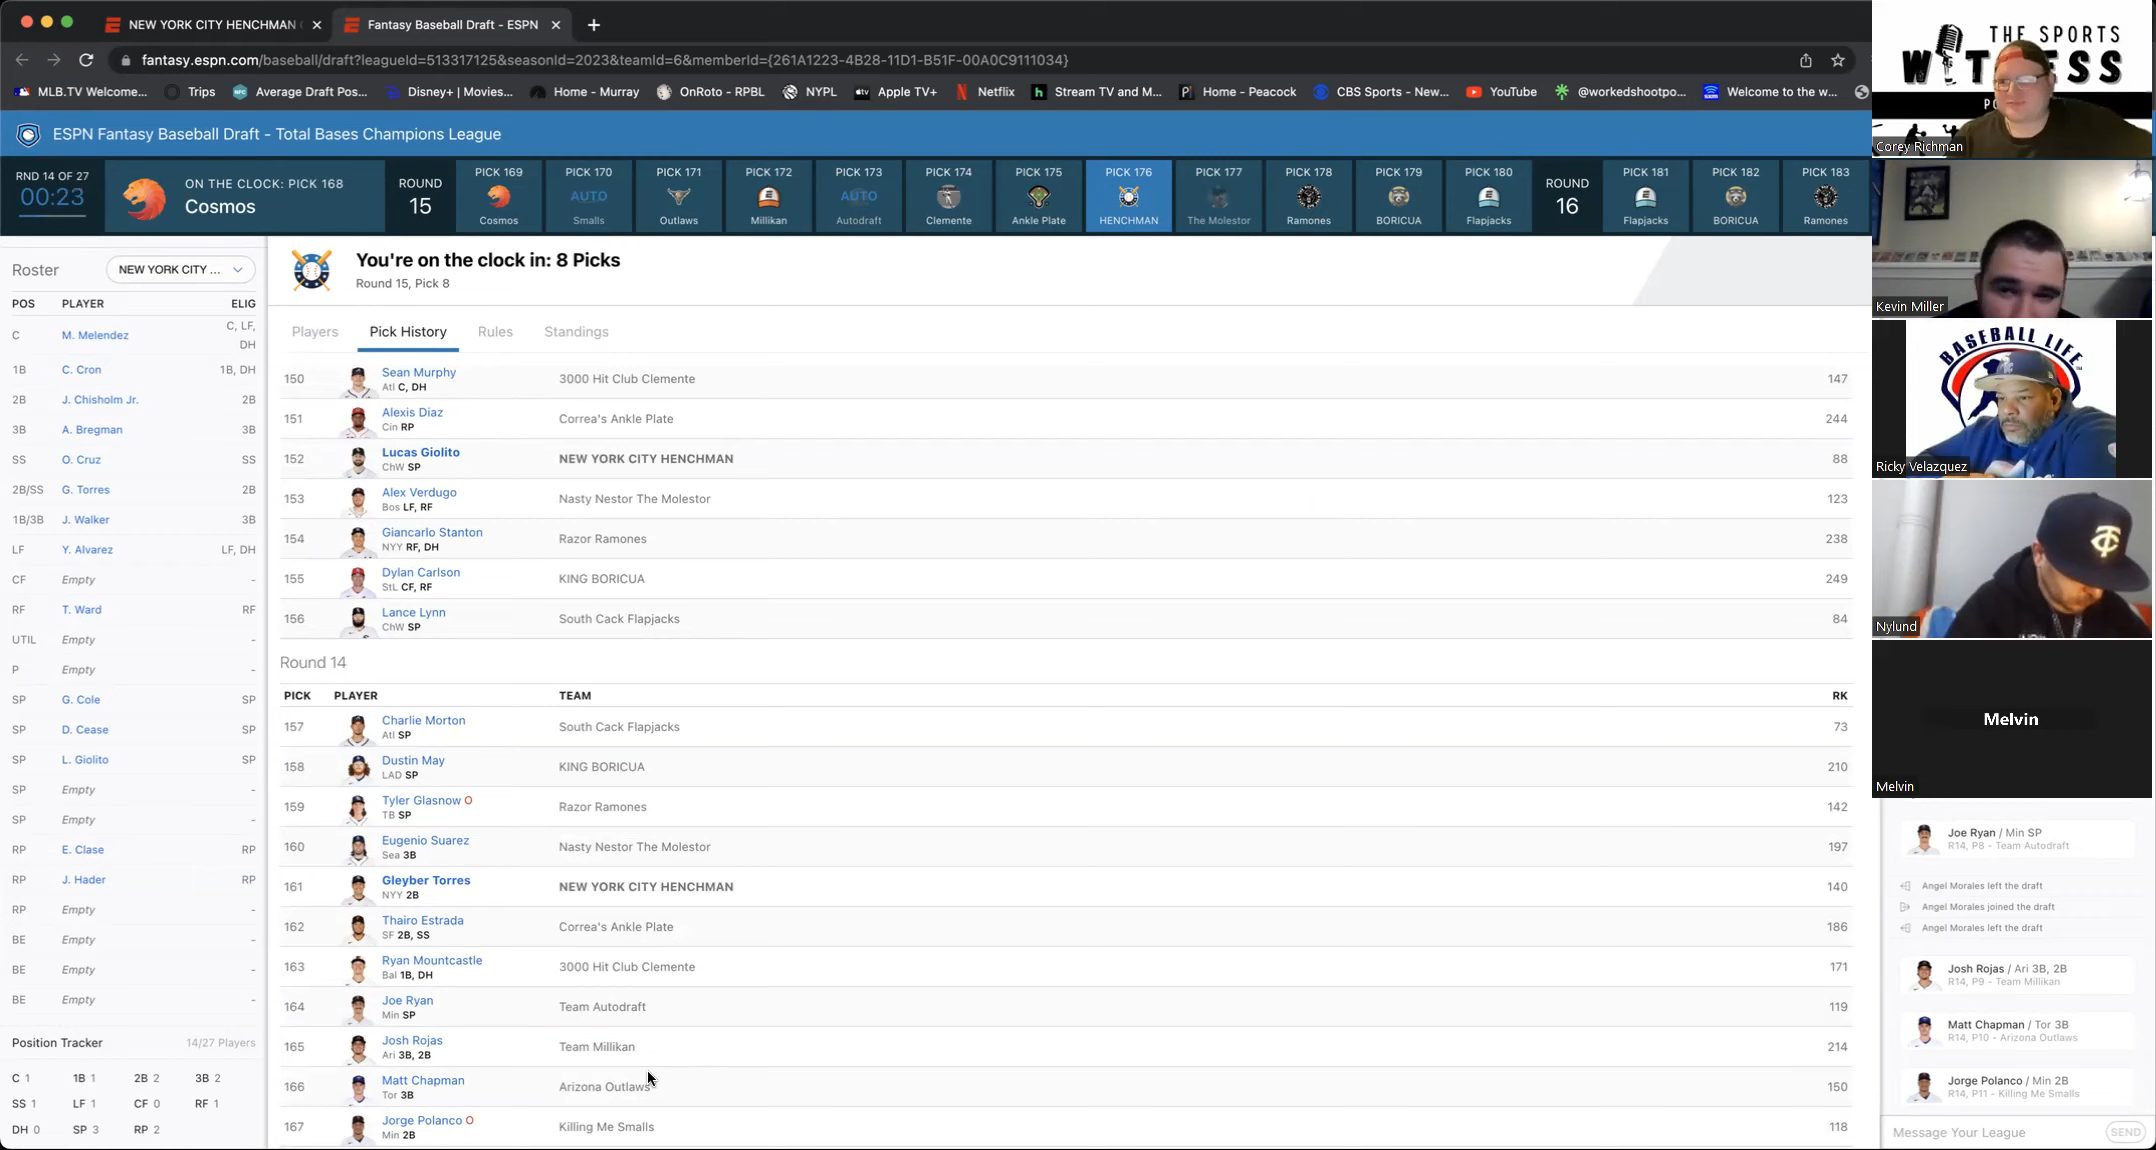 NEW YORK CITY HENCHMAN
Fantasy Baseball Draft - ESPN
fantasy.espn.com/baseball/draft?leagueId=513317125&seasonId=2023&teamId=6&memberId={261A1223-4B28-11D1-B51F-00A0C9111034}
MLB.TV Welcome...
Trips
Average Draft Pos...
Disney+ | Movies...
Home - Murray
OnRoto - RPBL
NYPL
Apple TV+
Netflix
Stream TV and M...
Home - Peacock
CBS Sports - New...
YouTube
@workedshootpo...
Welcome to the w...
ESPN Fantasy Baseball Draft - Total Bases Champions League
RND 14 OF 27
00:23
ON THE CLOCK: PICK 168
Cosmos
ROUND
15
PICK 169
Cosmos
PICK 170
AUTO
Smalls
PICK 171
Outlaws
PICK 172
Millikan
PICK 173
AUTO
Autodraft
PICK 174
Clemente
PICK 175
Ankle Plate
PICK 176
HENCHMAN
PICK 177
The Molestor
PICK 178
Ramones
PICK 179
BORICUA
PICK 180
Flapjacks
ROUND
16
PICK 181
Flapjacks
PICK 182
BORICUA
PICK 183
Ramones
Roster
NEW YORK CITY ...
POS PLAYER ELIG
C M. Melendez C, LF, DH
1B C. Cron 1B, DH
2B J. Chisholm Jr. 2B
3B A. Bregman 3B
SS O. Cruz SS
2B/SS G. Torres 2B
1B/3B J. Walker 3B
LF Y. Alvarez LF, DH
CF Empty -
RF T. Ward RF
UTIL Empty -
P Empty -
SP G. Cole SP
SP D. Cease SP
SP L. Giolito SP
SP Empty -
SP Empty -
RP E. Clase RP
RP J. Hader RP
RP Empty -
BE Empty -
BE Empty -
BE Empty -
Position Tracker 14/27 Players
C 1 1B 1 2B 2 3B 2
SS 1 LF 1 CF 0 RF 1
DH 0 SP 3 RP 2
You're on the clock in: 8 Picks
Round 15, Pick 8
Players Pick History Rules Standings
150 Sean Murphy 3000 Hit Club Clemente 147
Atl C, DH
151 Alexis Diaz Correa's Ankle Plate 244
Cin RP
152 Lucas Giolito NEW YORK CITY HENCHMAN 88
ChW SP
153 Alex Verdugo Nasty Nestor The Molestor 123
Bos LF, RF
154 Giancarlo Stanton Razor Ramones 238
NYY RF, DH
155 Dylan Carlson KING BORICUA 249
StL CF, RF
156 Lance Lynn South Cack Flapjacks 84
ChW SP
Round 14
PICK PLAYER TEAM RK
157 Charlie Morton South Cack Flapjacks 73
Atl SP
158 Dustin May KING BORICUA 210
LAD SP
159 Tyler Glasnow O Razor Ramones 142
TB SP
160 Eugenio Suarez Nasty Nestor The Molestor 197
Sea 3B
161 Gleyber Torres NEW YORK CITY HENCHMAN 140
NYY 2B
162 Thairo Estrada Correa's Ankle Plate 186
SF 2B, SS
163 Ryan Mountcastle 3000 Hit Club Clemente 171
Bal 1B, DH
164 Joe Ryan Team Autodraft 119
Min SP
165 Josh Rojas Team Millikan 214
Ari 3B, 2B
166 Matt Chapman Arizona Outlaws 150
Tor 3B
167 Jorge Polanco O Killing Me Smalls 118
Min 2B
THE SPORTS
WITNESS
Corey Richman
Kevin Miller
BASEBALL LIFE
Ricky Velazquez
TC
Nylund
Melvin
Melvin
Joe Ryan / Min SP
R14, P8 - Team Autodraft
Angel Morales left the draft
Angel Morales joined the draft
Angel Morales left the draft
Josh Rojas / Ari 3B, 2B
R14, P9 - Team Millikan
Matt Chapman / Tor 3B
R14, P10 - Arizona Outlaws
Jorge Polanco / Min 2B
R14, P11 - Killing Me Smalls
Message Your League
SEND